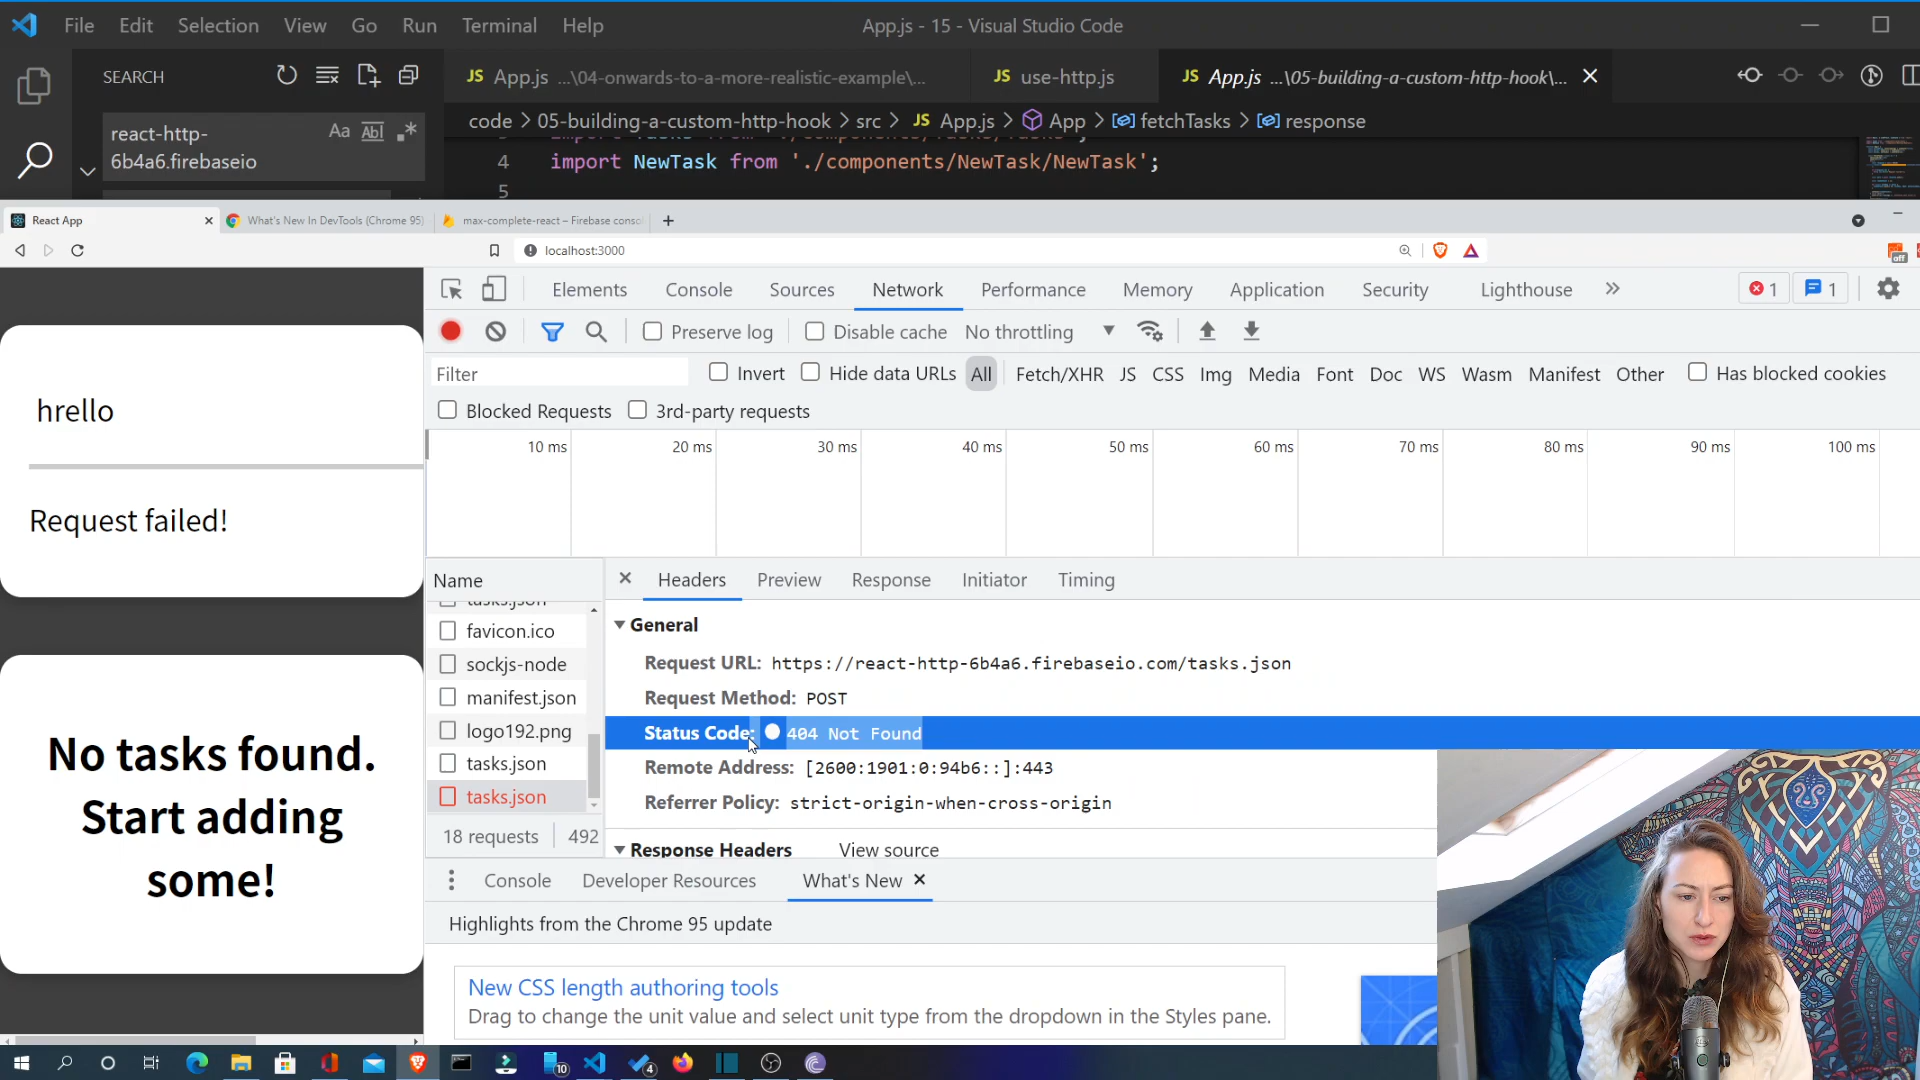 File Edit Selection View Go Run Terminal Help App.js - 15 - Visual Studio Code
SEARCH
JS App.js ...\04-onwards-to-a-more-realistic-example\... JS use-http.js JS App.js ...\05-building-a-custom-http-hook\...
react-http-
6b4a6.firebaseio
Aa Abl .*
code > 05-building-a-custom-http-hook > src > JS App.js > App > fetchTasks > response
4 import NewTask from './components/NewTask/NewTask';
5
React App What's New In DevTools (Chrome 95) max-complete-react – Firebase conso
localhost:3000
off
hrello
Request failed!
No tasks found.
Start adding
some!
Elements Console Sources Network Performance Memory Application Security Lighthouse 1 1
Preserve log Disable cache No throttling
Filter Invert Hide data URLs All Fetch/XHR JS CSS Img Media Font Doc WS Wasm Manifest Other Has blocked cookies
Blocked Requests 3rd-party requests
10 ms 20 ms 30 ms 40 ms 50 ms 60 ms 70 ms 80 ms 90 ms 100 ms
Name
tasks.json
favicon.ico
sockjs-node
manifest.json
logo192.png
tasks.json
tasks.json
18 requests 492
Headers Preview Response Initiator Timing
General
Request URL: https://react-http-6b4a6.firebaseio.com/tasks.json
Request Method: POST
Status Code: 404 Not Found
Remote Address: [2600:1901:0:94b6::]:443
Referrer Policy: strict-origin-when-cross-origin
Response Headers View source
Console Developer Resources What's New
Highlights from the Chrome 95 update
New CSS length authoring tools
Drag to change the unit value and select unit type from the dropdown in the Styles pane.
10 4